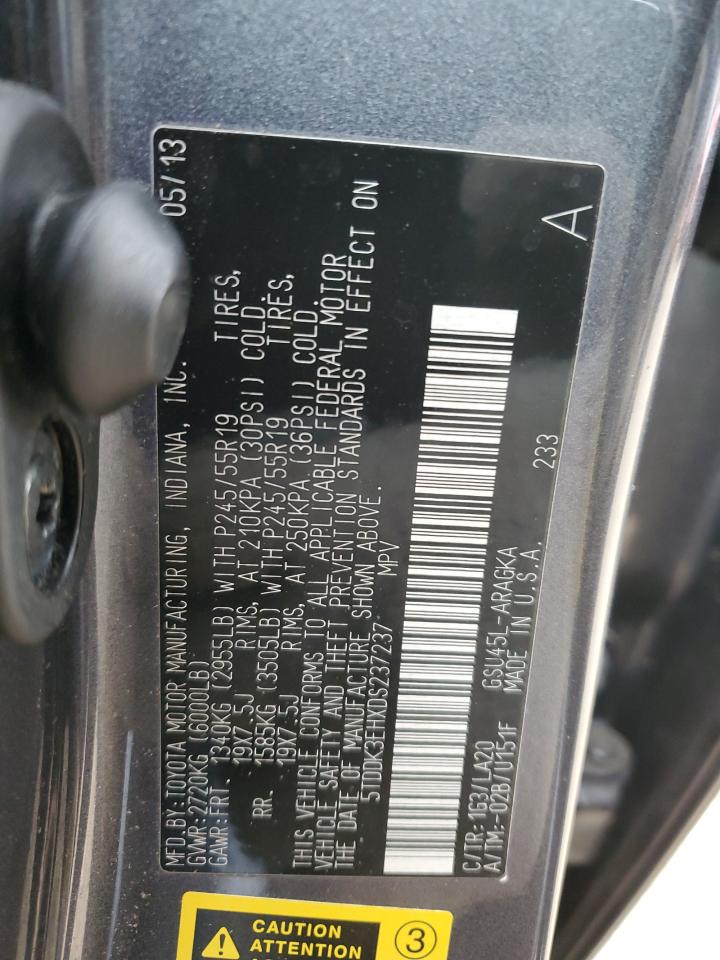 MFD.BY:TOYOTA MOTOR MANUFACTURING, INDIANA, INC. 05/13
GVWR:2720KG (6000LB)
GAWR:FRT. 1340KG (2955LB) WITH P245/55R19 TIRES,
19X7.5J RIMS, AT 210KPA (30PSI) COLD
RR. 1585KG (3505LB) WITH P245/55R19 TIRES,
19X7.5J RIMS, AT 250KPA (36PSI) COLD
THIS VEHICLE CONFORMS TO ALL APPLICABLE FEDERAL MOTOR
VEHICLE SAFETY AND THEFT PREVENTION STANDARDS IN EFFECT ON
THE DATE OF MANUFACTURE SHOWN ABOVE.
5TDDK3EHXDS237237 MPV
C/TR:1G3/LA20 GSU45L-ARAGKA 233
A/TM:-02B/U151F MADE IN U.S.A.
A
CAUTION
ATTENTION
3